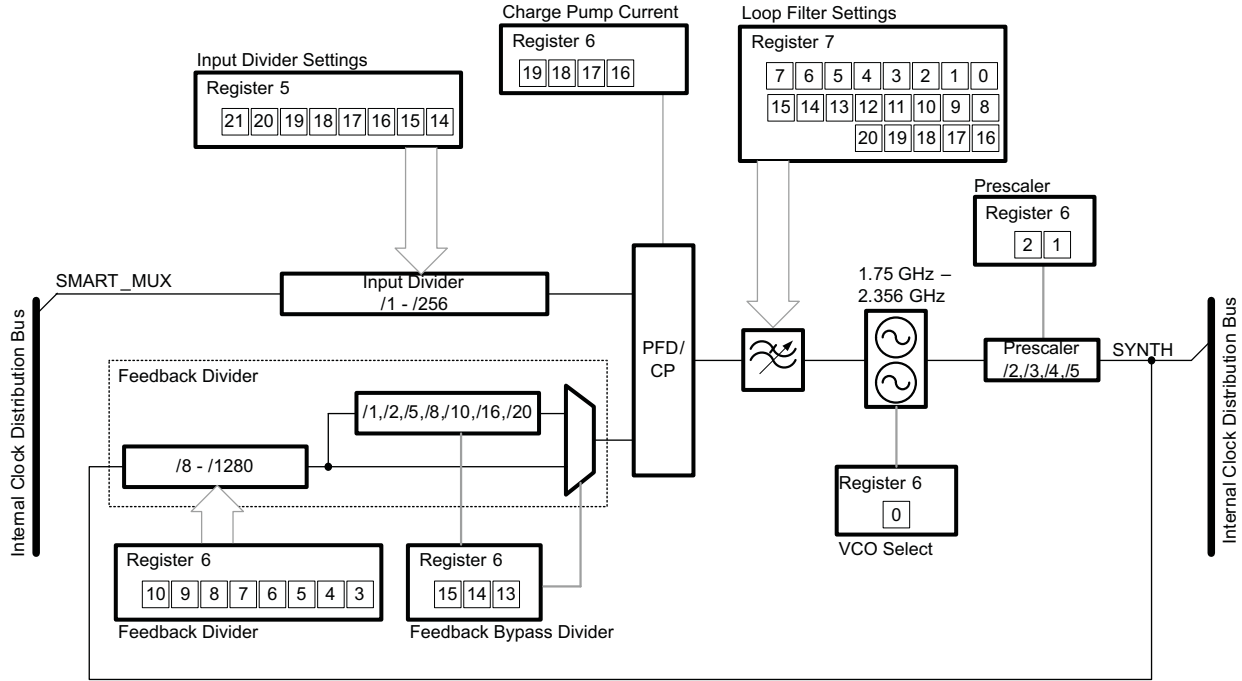 Charge Pump Current
Register 6
19 18 17 16
Loop Filter Settings
Register 7
7 6 5 4 3 2 1 0
15 14 13 12 11 10 9 8
20 19 18 17 16
Input Divider Settings
Register 5
21 20 19 18 17 16 15 14
Prescaler
Register 6
2 1
Internal Clock Distribution Bus
SMART_MUX
Input Divider
/1 - /256
PFD/
CP
1.75 GHz –
2.356 GHz
Prescaler
/2,/3,/4,/5
SYNTH
Internal Clock Distribution Bus
Feedback Divider
/1,/2,/5,/8,/10,/16,/20
/8 - /1280
Register 6
0
VCO Select
Register 6
10 9 8 7 6 5 4 3
Feedback Divider
Register 6
15 14 13
Feedback Bypass Divider